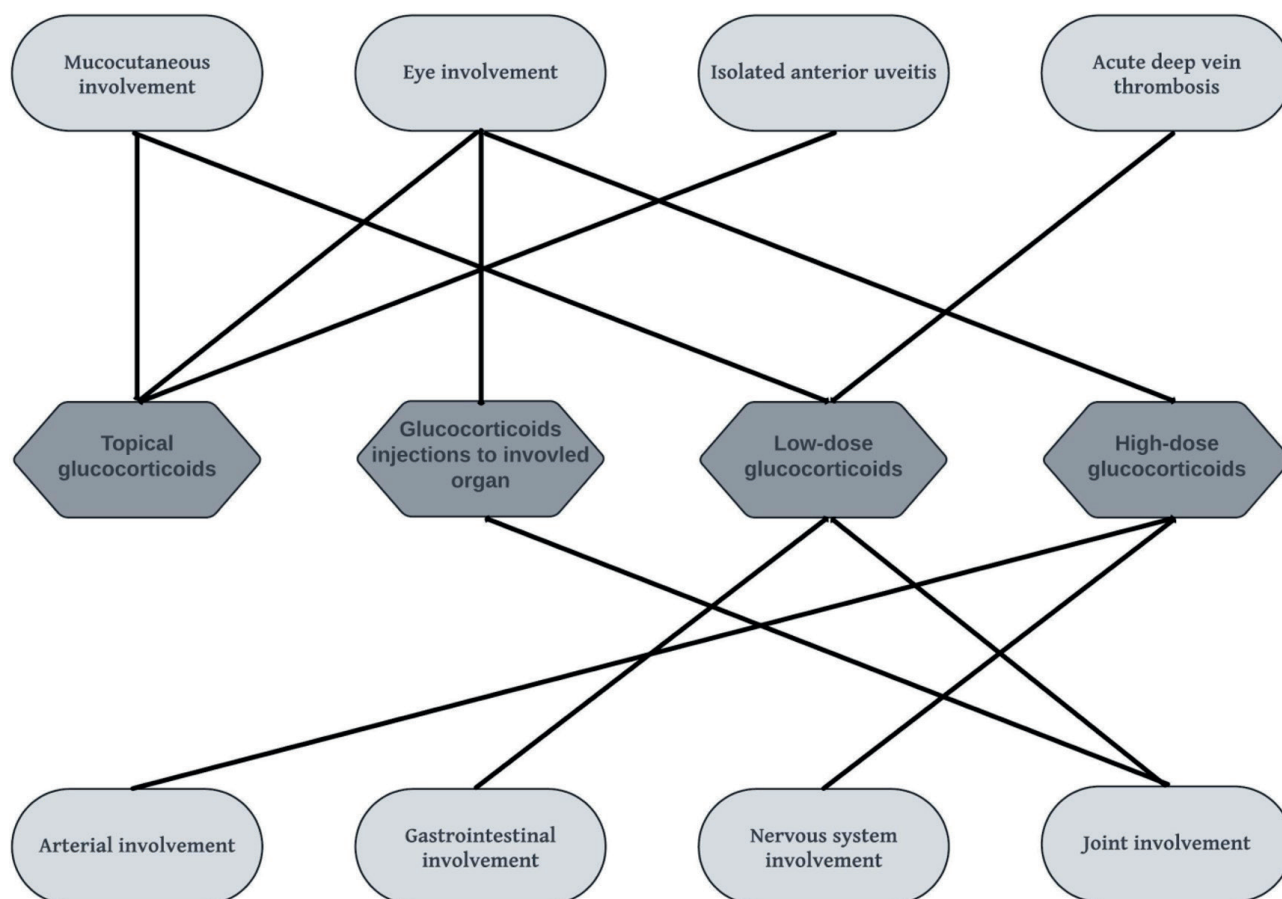 Mucocutaneous
involvement
Eye involvement
Isolated anterior uveitis
Acute deep vein
thrombosis
Topical
glucocorticoids
Glucocorticoids
injections to invovled
organ
Low-dose
glucocorticoids
High-dose
glucocorticoids
Arterial involvement
Gastrointestinal
involvement
Nervous system
involvement
Joint involvement